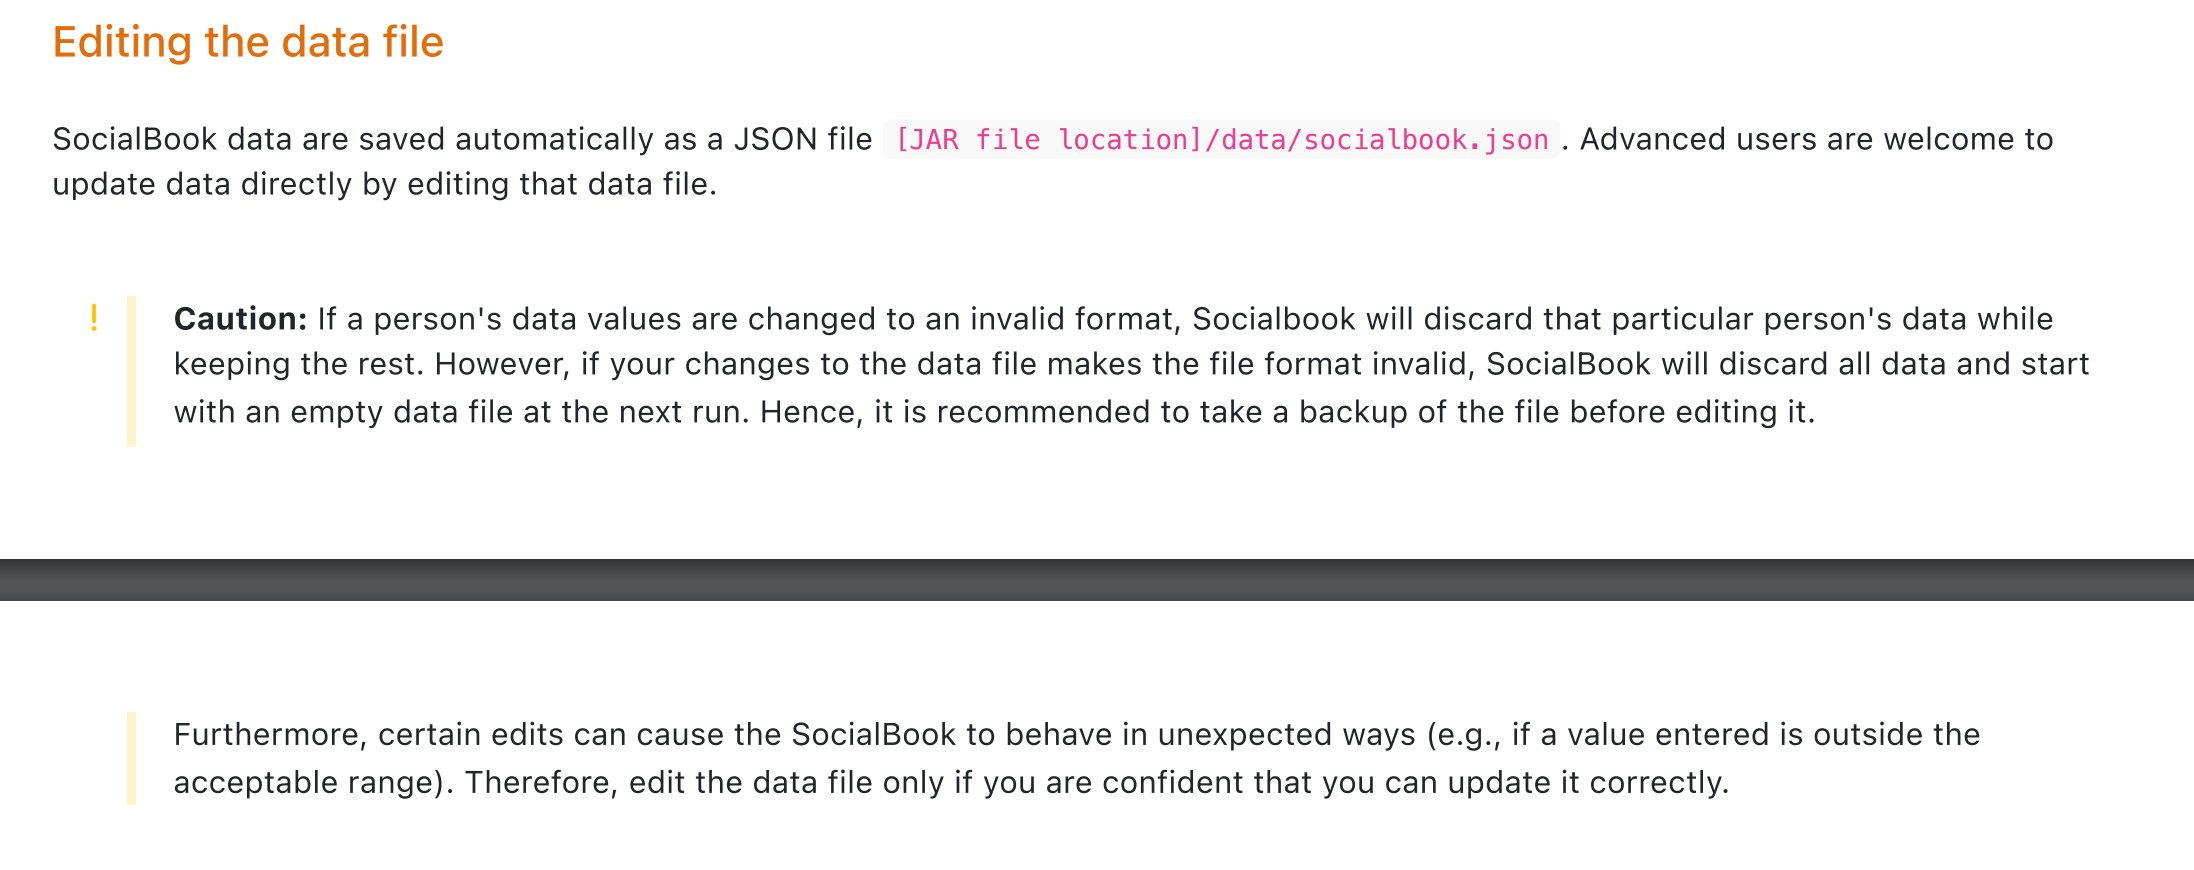 Editing the data file
SocialBook data are saved automatically as a JSON file [JAR file location]/data/socialbook.json. Advanced users are welcome to
update data directly by editing that data file.
! Caution: If a person's data values are changed to an invalid format, Socialbook will discard that particular person's data while
keeping the rest. However, if your changes to the data file makes the file format invalid, SocialBook will discard all data and start
with an empty data file at the next run. Hence, it is recommended to take a backup of the file before editing it.
Furthermore, certain edits can cause the SocialBook to behave in unexpected ways (e.g., if a value entered is outside the
acceptable range). Therefore, edit the data file only if you are confident that you can update it correctly.